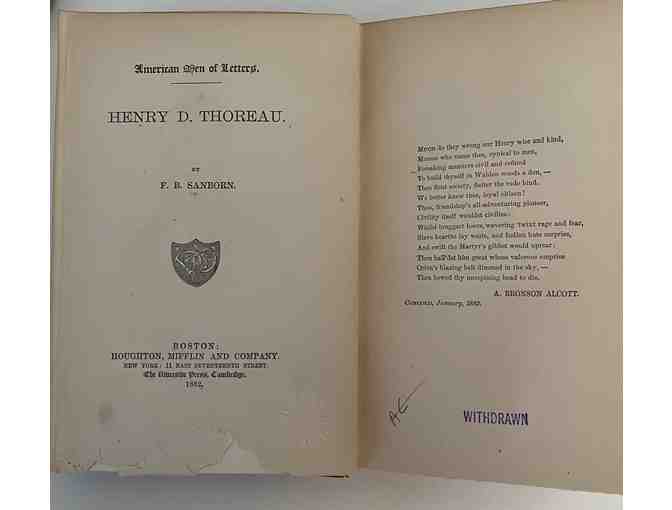 American Men of Letters.
HENRY D. THOREAU.
BY
F. B. SANBORN.
BOSTON:
HOUGHTON, MIFFLIN AND COMPANY.
NEW YORK: 11 EAST SEVENTEENTH STREET.
The Riverside Press, Cambridge.
1882.
MUCH do they wrong our Henry wise and kind,
Morose who name thee, cynical to men,
Forsaking manners civil and refined
To build thyself in Walden woods a den, —
Then flout society, flatter the rude hind.
We better know thee, loyal citizen!
Thou, friendship's all-adventuring pioneer,
Civility itself wouldst civilize:
Whilst braggart boors, wavering 'twixt rage and fear,
Slave hearths lay waste, and Indian huts surprise,
And swift the Martyr's gibbet would uprear:
Thou hail'dst him great whose valorous emprise
Orion's blazing belt dimmed in the sky, —
Then bowed thy unrepining head to die.
A. BRONSON ALCOTT.
CONCORD, January, 1882.
WITHDRAWN